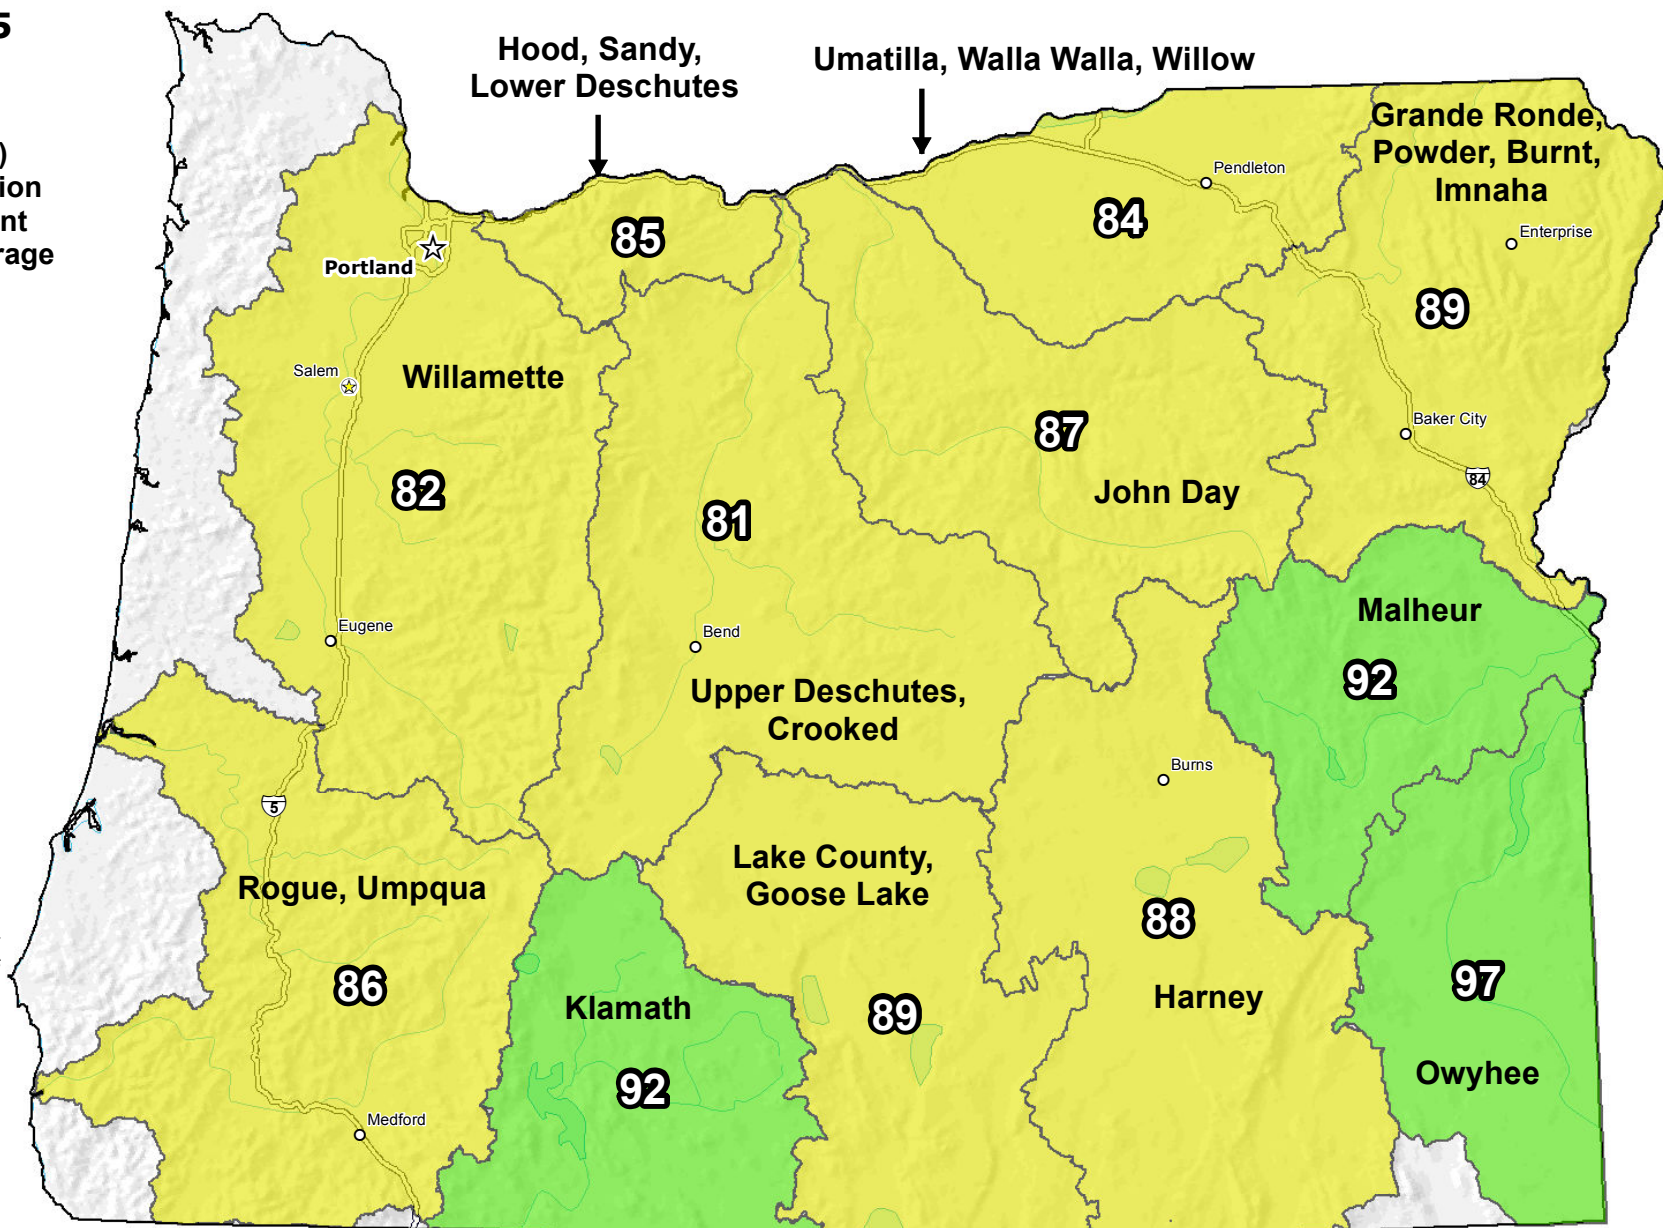 5
)
ion
nt
rage
Hood, Sandy,
Lower Deschutes
Umatilla, Walla Walla, Willow
Grande Ronde,
Powder, Burnt,
Imnaha
Pendleton
Enterprise
85
84
89
Portland
Salem
Willamette
82
81
87
John Day
Baker City
84
Eugene
Bend
Malheur
92
Upper Deschutes,
Crooked
Burns
5
Rogue, Umpqua
86
Lake County,
Goose Lake
89
88
Harney
97
Owyhee
Klamath
92
Medford